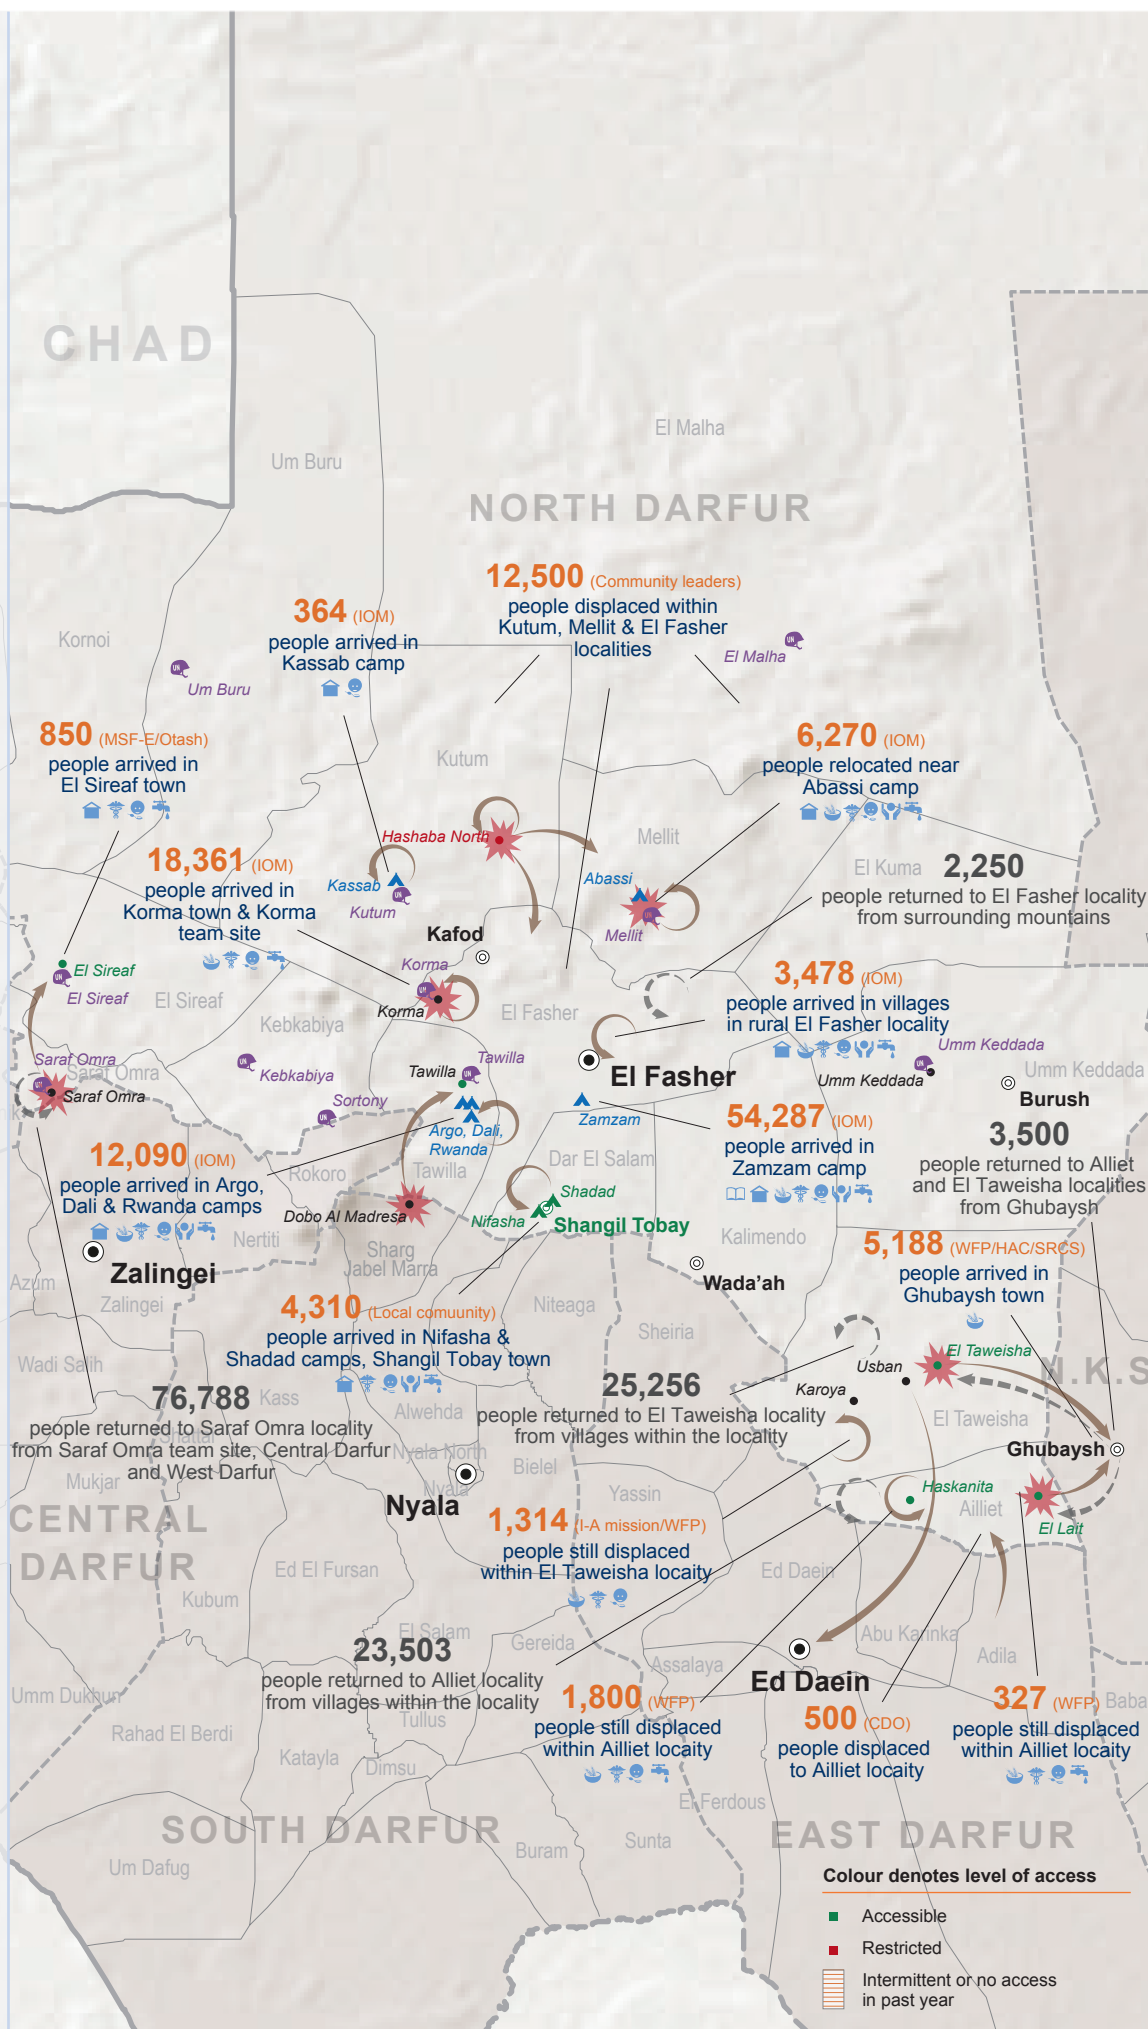 CHAD
El Malha
Um Buru
NORTH DARFUR
12,500 (Community leaders)
people displaced within
Kutum, Mellit & El Fasher
localities
364 (IOM)
people arrived in
Kassab camp
Kornoi
El Malha
Um Buru
850 (MSF-E/Otash)
people arrived in
El Sireaf town
Kutum
6,270 (IOM)
people relocated near
Abassi camp
Hashaba North
Mellit
18,361 (IOM)
people arrived in
Korma town & Korma
team site
El Kuma
2,250
people returned to El Fasher locality
from surrounding mountains
Kassab
Kutum
Abassi
Mellit
Kafod
Korma
El Sireaf
El Sireaf
El Sireaf
Korma
El Fasher
Kebkabiya
3,478 (IOM)
people arrived in villages
in rural El Fasher locality
Saraf Omra
Saraf Omra
Saraf Omra
Kebkabiya
Tawilla
Tawilla
El Fasher
Umm Keddada
Umm Keddada
Umm Keddada
Burush
Sortony
Argo, Dali,
Rwanda
Zamzam
54,287 (IOM)
people arrived in
Zamzam camp
3,500
people returned to Alliet
and El Taweisha localities
from Ghubaysh
12,090 (IOM)
people arrived in Argo,
Dali & Rwanda camps
Rokoro
Tawilla
Dar El Salam
Dobo Al Madresa
Shadad
Nifasha
Shangil Tobay
Nertiti
Sharg
Jabel Marra
Kalimendo
5,188 (WFP/HAC/SRCS)
people arrived in
Ghubaysh town
Zalingei
Azum
Zalingei
Wada'ah
4,310 (Local comuunity)
people arrived in Nifasha &
Shadad camps, Shangil Tobay town
Niteaga
Sheiria
Usban
El Taweisha
N.K.S
Wadi Salih
76,788
people returned to Saraf Omra locality
from Saraf Omra team site, Central Darfur
and West Darfur
Kass
Shattai
Alwehda
Nyala North
Nyala
25,256
people returned to El Taweisha locality
from villages within the locality
Karoya
El Taweisha
Ghubaysh
Mukjar
Bielel
Nyala
Yassin
Haskanita
Ailliet
El Lait
CENTRAL
DARFUR
1,314 (I-A mission/WFP)
people still displaced
within El Taweisha locaity
Ed El Fursan
Kubum
Ed Daein
El Salam
Gereida
Abu Karinka
Adila
23,503
people returned to Alliet locality
from villages within the locality
Assalaya
Ed Daein
Umm Dukhun
Rahad El Berdi
Tullus
Katayla
Dimsu
1,800 (WFP)
people still displaced
within Ailliet locaity
500 (CDO)
people displaced
to Ailliet locaity
327 (WFP)
people still displaced
within Ailliet locaity
Baba
El Ferdous
SOUTH DARFUR
EAST DARFUR
Buram
Sunta
Um Dafug
Colour denotes level of access
Accessible
Restricted
Intermittent or no access
in past year